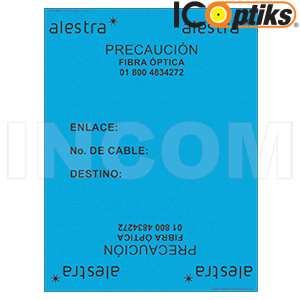 ICOptiks
alestra alestra
PRECAUCIÓN
FIBRA ÓPTICA
01 800 4834272
INCOM
ENLACE:
No. DE CABLE:
DESTINO:
01 800 4834272
FIBRA ÓPTICA
PRECAUCIÓN
alestra alestra